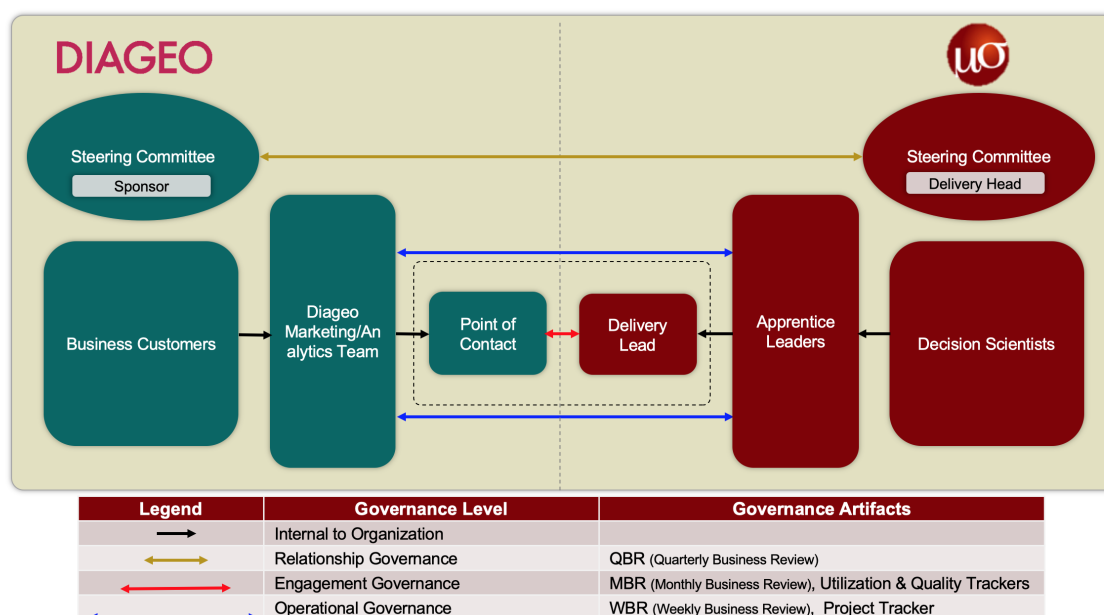 DIAGEO
μσ
Steering Committee
Sponsor
Steering Committee
Delivery Head
Business Customers
Diageo
Marketing/An
alytics Team
Point of
Contact
Delivery
Lead
Apprentice
Leaders
Decision Scientists
Legend Governance Level Governance Artifacts
Internal to Organization
Relationship Governance QBR (Quarterly Business Review)
Engagement Governance MBR (Monthly Business Review), Utilization & Quality Trackers
Operational Governance WBR (Weekly Business Review), Project Tracker